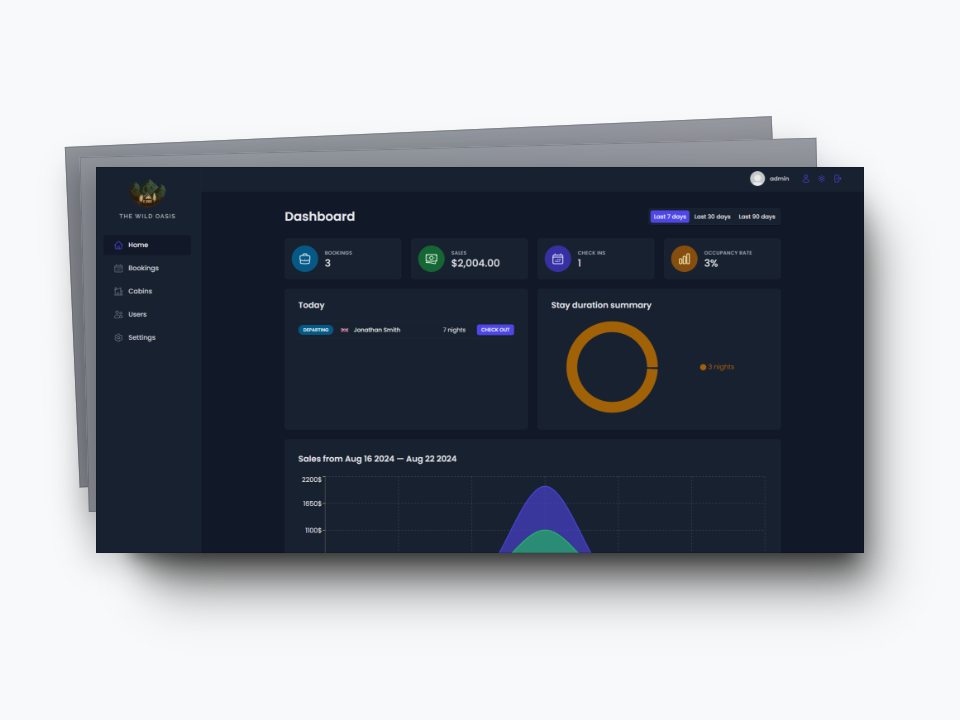 admin
THE WILD OASIS
Home
Bookings
Cabins
Users
Settings
Dashboard
Last 7 days Last 30 days Last 90 days
BOOKINGS
3
SALES
$2,004.00
CHECK INS
1
OCCUPANCY RATE
3%
Today
DEPARTING Jonathan Smith 7 nights CHECK OUT
Stay duration summary
3 nights
Sales from Aug 16 2024 — Aug 22 2024
2200$
1650$
1100$